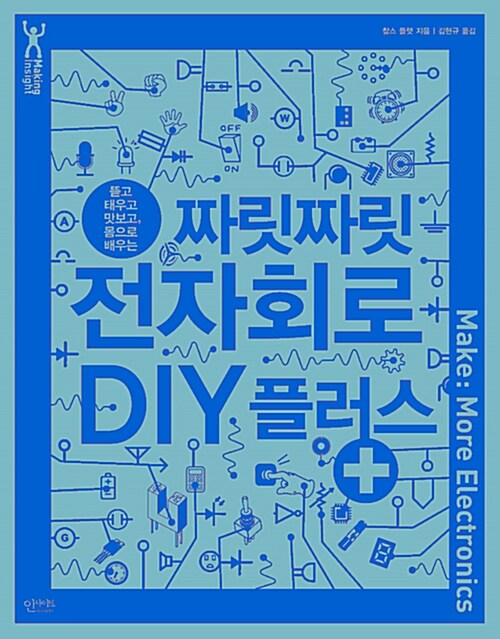 Making
insight
찰스 플랫 지음 | 김현규 옮김
W
OFF
ON
A
뜯고
태우고
맛보고,
몸으로
배우는
짜릿짜릿
전자회로
DIY 플러스
+
Make: More Electronics
G
인사이트